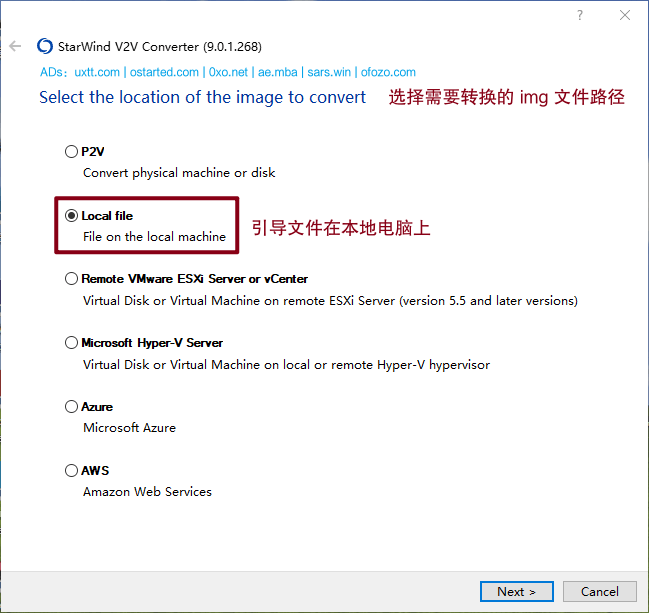 StarWind V2V Converter (9.0.1.268)
ADs： uxtt.com | ostarted.com | 0xo.net | ae.mba | sars.win | ofozo.com
Select the location of the image to convert 选择需要转换的 img 文件路径
P2V
Convert physical machine or disk
Local file
File on the local machine
引导文件在本地电脑上
Remote VMware ESXi Server or vCenter
Virtual Disk or Virtual Machine on remote ESXi Server (version 5.5 and later versions)
Microsoft Hyper-V Server
Virtual Disk or Virtual Machine on local or remote Hyper-V hypervisor
Azure
Microsoft Azure
AWS
Amazon Web Services
Next >
Cancel